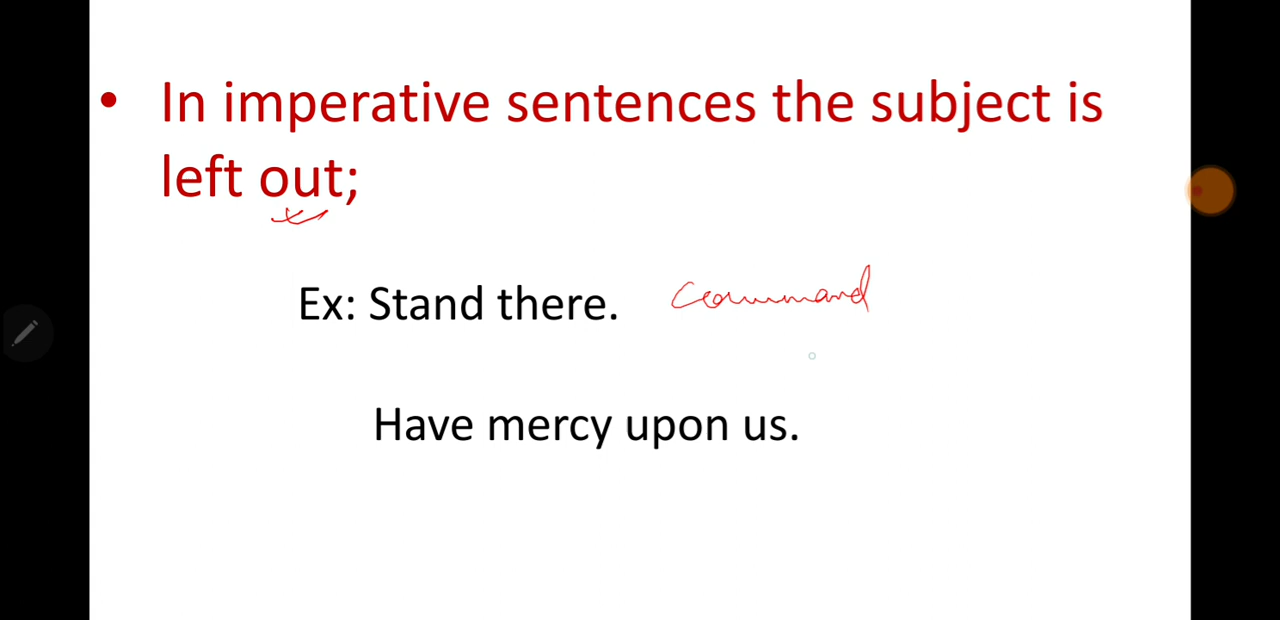 • In imperative sentences the subject is
left out;
Ex: Stand there. Command
Have mercy upon us.